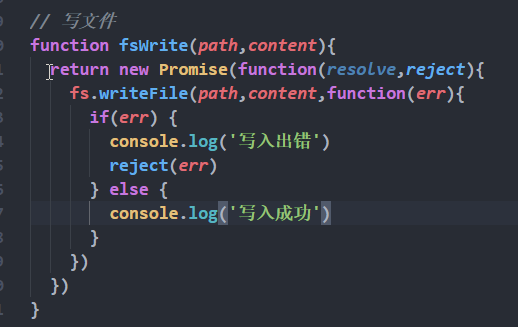 // 写文件
function fsWrite(path,content){
return new Promise(function(resolve,reject){
fs.writeFile(path,content,function(err){
if(err) {
console.log('写入出错')
reject(err)
} else {
console.log('写入成功')
}
})
})
}